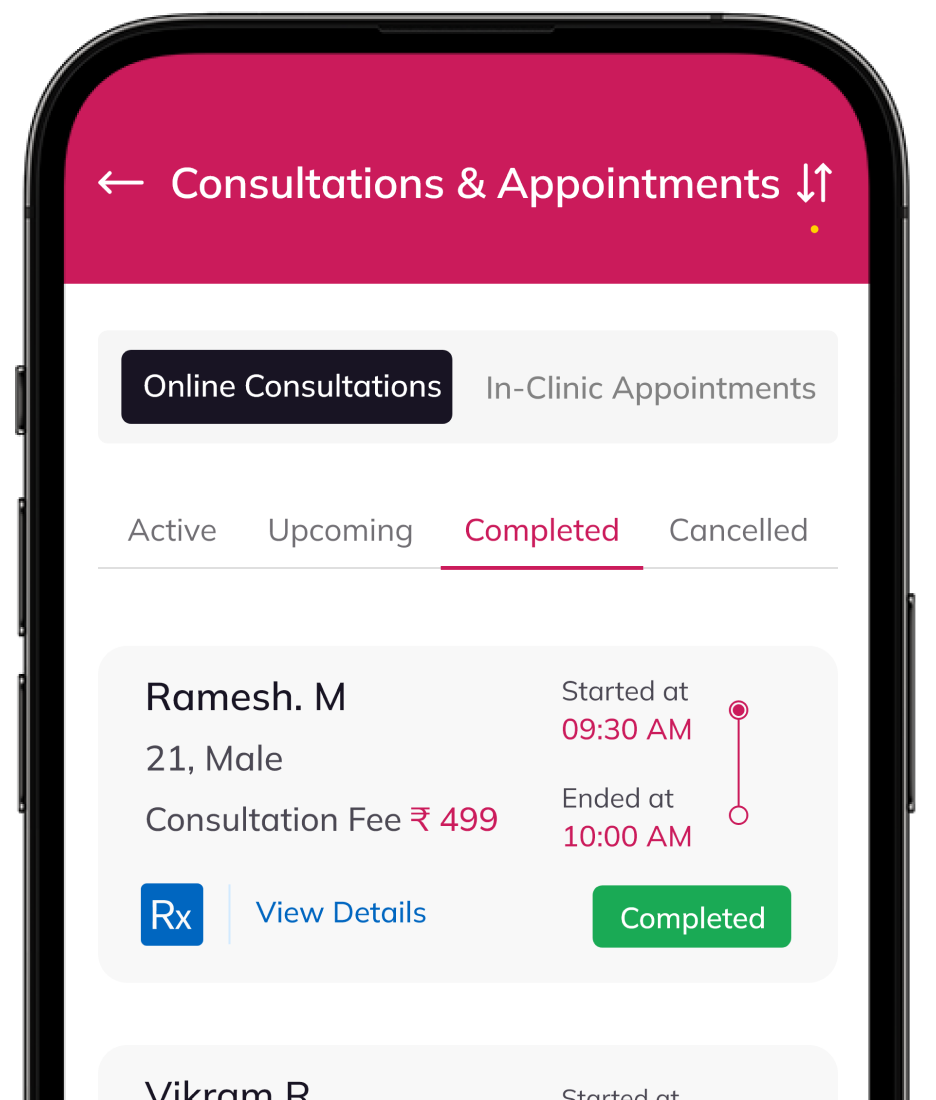 Consultations & Appointments
Online Consultations In-Clinic Appointments
Active Upcoming Completed Cancelled
Ramesh. M
21, Male
Consultation Fee ₹ 499
Started at
09:30 AM
Ended at
10:00 AM
Rx View Details Completed
Vikram R
Started at